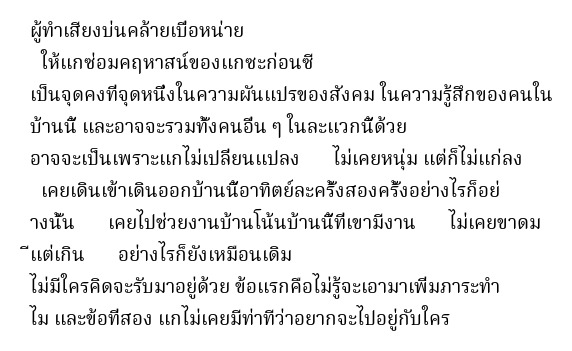 ผู้ทำเสียงบ่นคล้ายเบื่อหน่าย
ให้แกซ่อมคฤหาสน์ของแกซะก่อนซี
เป็นจุดคงที่จุดหนึ่งในความผันแปรของสังคม ในความรู้สึกของคนใน
บ้านนี้ และอาจจะรวมทั้งคนอื่น ๆ ในละแวกนี้ด้วย
อาจจะเป็นเพราะแกไม่เปลี่ยนแปลง ไม่เคยหนุ่ม แต่ก็ไม่แก่ลง
เคยเดินเข้าเดินออกบ้านนี้อาทิตย์ละครั้งสองครั้งอย่างไรก็อย่
างนั้น เคยไปช่วยงานบ้านโน้นบ้านนี้ที่เขามีงาน ไม่เคยขาดม
ีแต่เกิน อย่างไรก็ยังเหมือนเดิม
ไม่มีใครคิดจะรับมาอยู่ด้วย ข้อแรกคือไม่รู้จะเอามาเพิ่มภาระทำ
ไม และข้อที่สอง แกไม่เคยมีท่าทีว่าอยากจะไปอยู่กับใคร